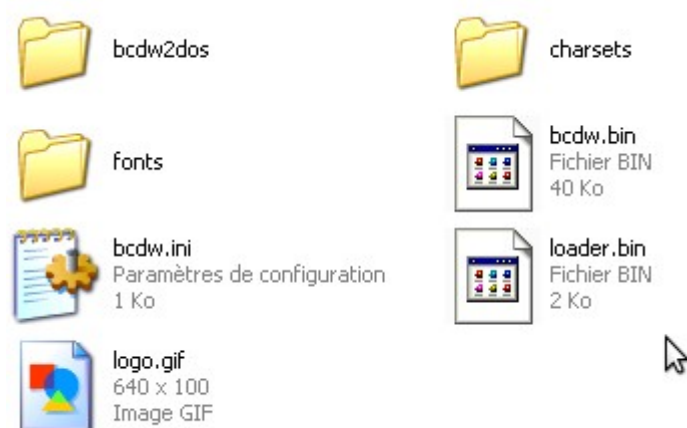 bcdw2dos
charsets
fonts
bcdw.bin
Fichier BIN
40 Ko
bcdw.ini
Paramètres de configuration
1 Ko
loader.bin
Fichier BIN
2 Ko
logo.gif
640 x 100
Image GIF